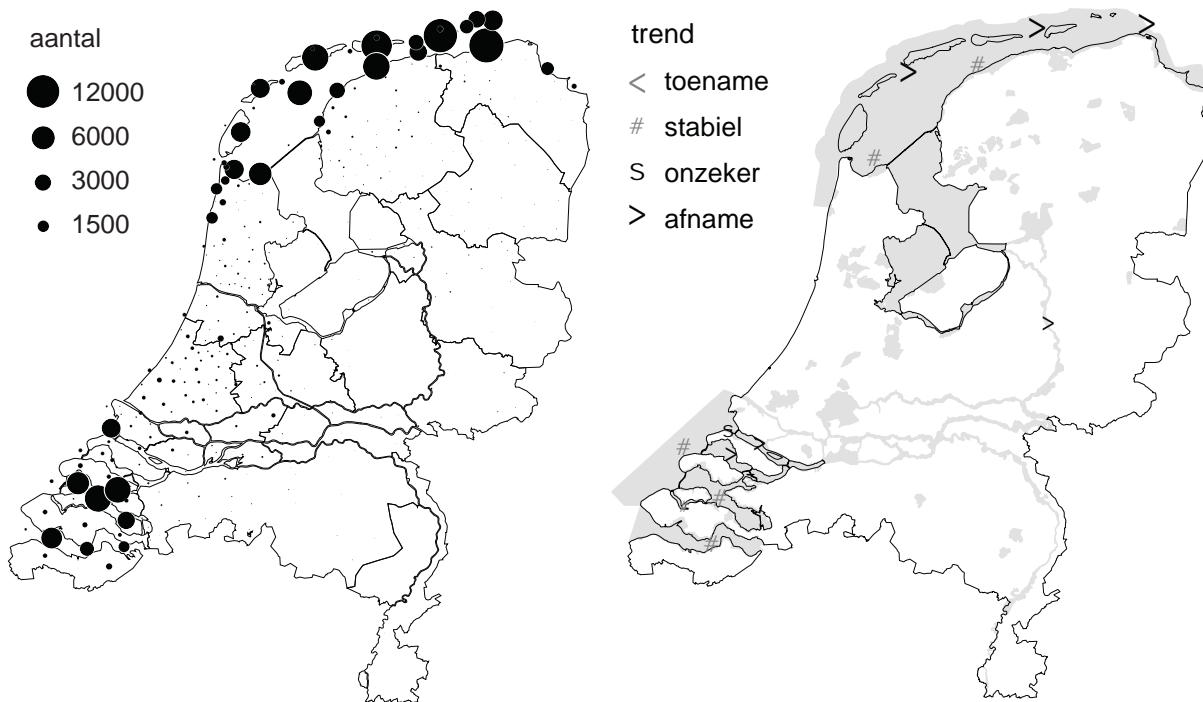 aantal
12000
6000
3000
1500
trend
< toename
# stabiel
S onzeker
> afname